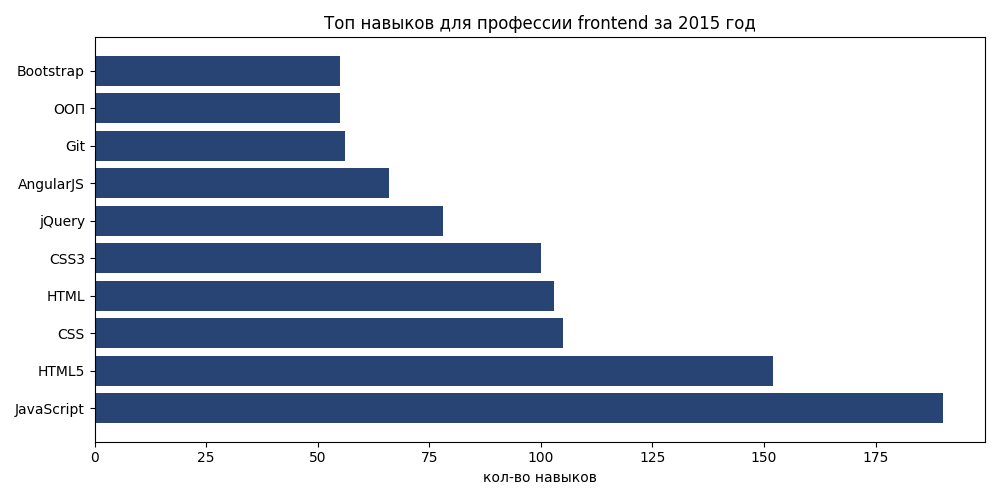 Топ навыков для профессии frontend за 2015 год
Bootstrap
ООП
Git
AngularJS
jQuery
CSS3
HTML
CSS
HTML5
JavaScript
0 25 50 75 100 125 150 175
кол-во навыков